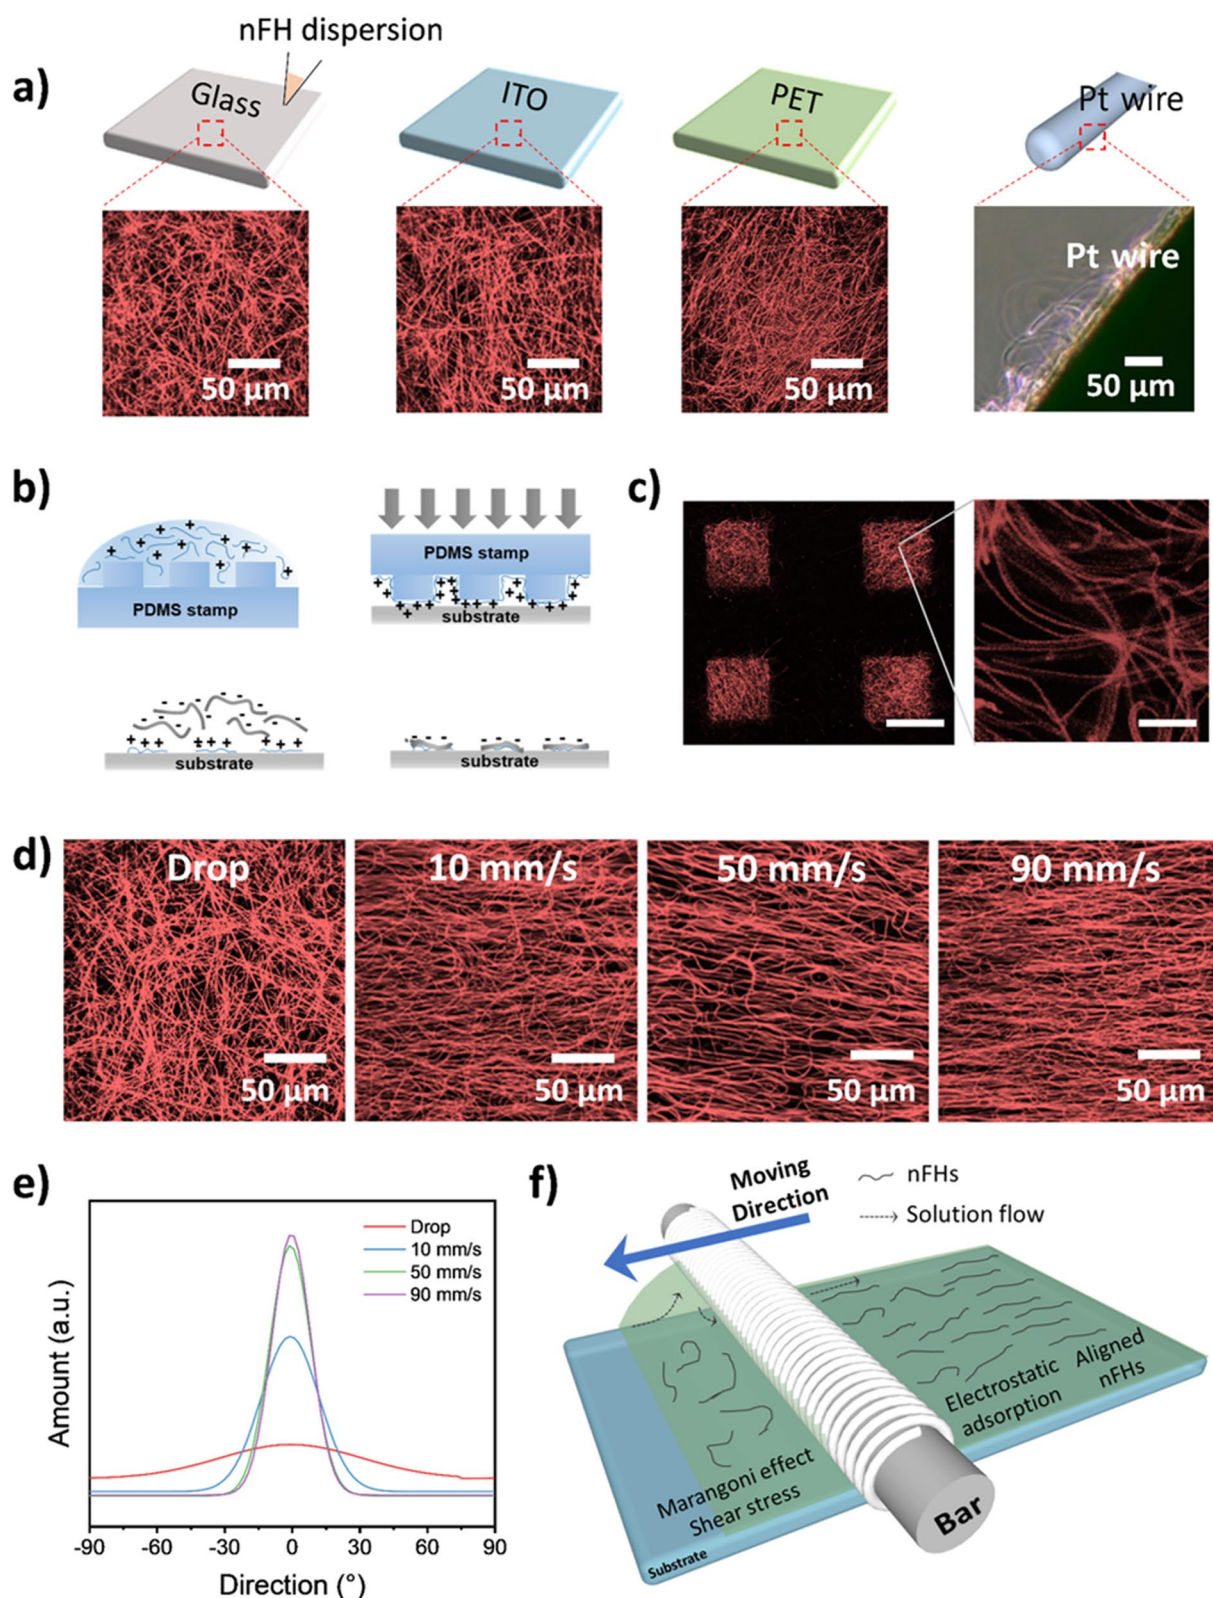 nFH dispersion
a)
Glass
ITO
PET
Pt wire
50 µm
50 µm
50 µm
Pt wire
50 µm
b)
PDMS stamp
PDMS stamp
substrate
substrate
substrate
c)
d)
Drop
10 mm/s
50 mm/s
90 mm/s
50 µm
50 µm
50 µm
50 µm
e)
Amount (a.u.)
Drop
10 mm/s
50 mm/s
90 mm/s
-90
-60
-30
0
30
60
90
Direction (°)
f)
Moving
Direction
nFHs
Solution flow
Marangoni effect
Shear stress
Electrostatic
adsorption
Aligned
nFHs
Bar
Substrate